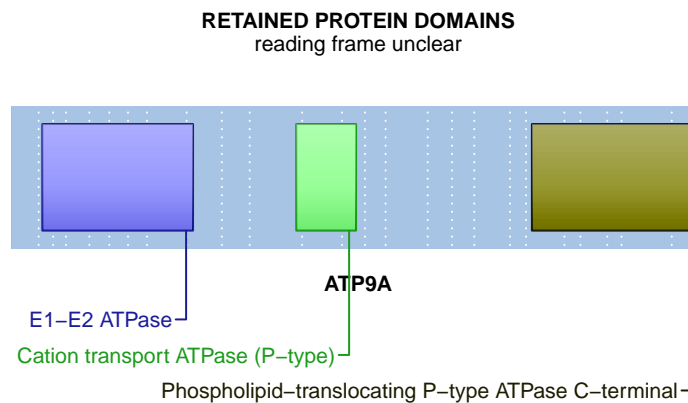 RETAINED PROTEIN DOMAINS
reading frame unclear
ATP9A
E1−E2 ATPase
Cation transport ATPase (P−type)
Phospholipid−translocating P−type ATPase C−terminal